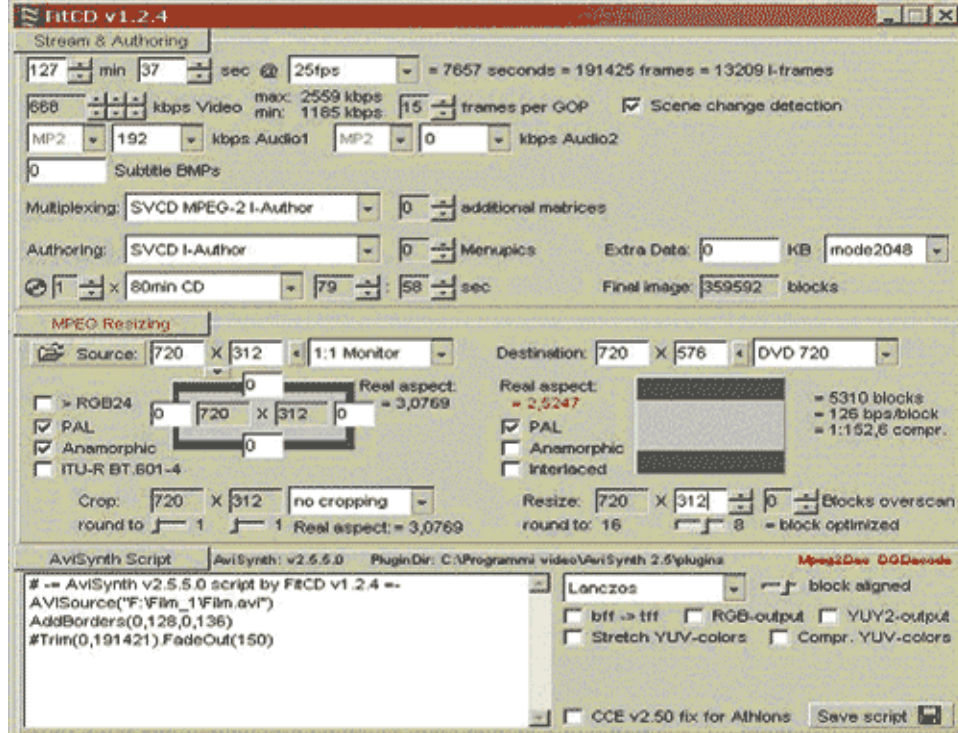 FitCD v1.2.4
Stream & Authoring
127 min 37 sec @ 25fps = 7657 seconds = 191425 frames = 13209 I-frames
668 kbps Video max: 2559 kbps min: 1185 kbps 15 frames per GOP Scene change detection
MP2 192 kbps Audio1 MP2 0 kbps Audio2
0 Subtitle BMPs
Multiplexing: SVCD MPEG-2 I-Author 0 additional matrices
Authoring: SVCD I-Author 0 Menupics Extra Data: 0 KB mode2048
1 x 80min CD 79 : 58 sec Final image: 359592 blocks
MPEG Resizing
Source: 720 X 312 1:1 Monitor Destination: 720 X 576 DVD 720
0 Real aspect: Real aspect:
> RGB24 0 720 X 312 0 = 3,0769 = 2,5247 = 5310 blocks
PAL PAL = 126 bps/block
Anamorphic 0 Anamorphic = 1:152,6 compr.
ITU-R BT.601-4 Interlaced
Crop: 720 X 312 no cropping Resize: 720 X 312 0 Blocks overscan
round to 1 1 Real aspect: = 3,0769 round to: 16 8 = block optimized
AviSynth Script AviSynth: v2.5.5.0 PluginDir: C:\Programmi video\AviSynth 2.5\plugins Mpeg2Dec DGDecode
# -= AviSynth v2.5.5.0 script by FitCD v1.2.4 =-
AVISource("F:\Film_1\Film.avi")
AddBorders(0,128,0,136)
#Trim(0,191421).FadeOut(150)
Lanczos block aligned
bff -> tff RGB-output YUY2-output
Stretch YUV-colors Compr. YUV-colors
CCE v2.50 fix for Athlons Save script